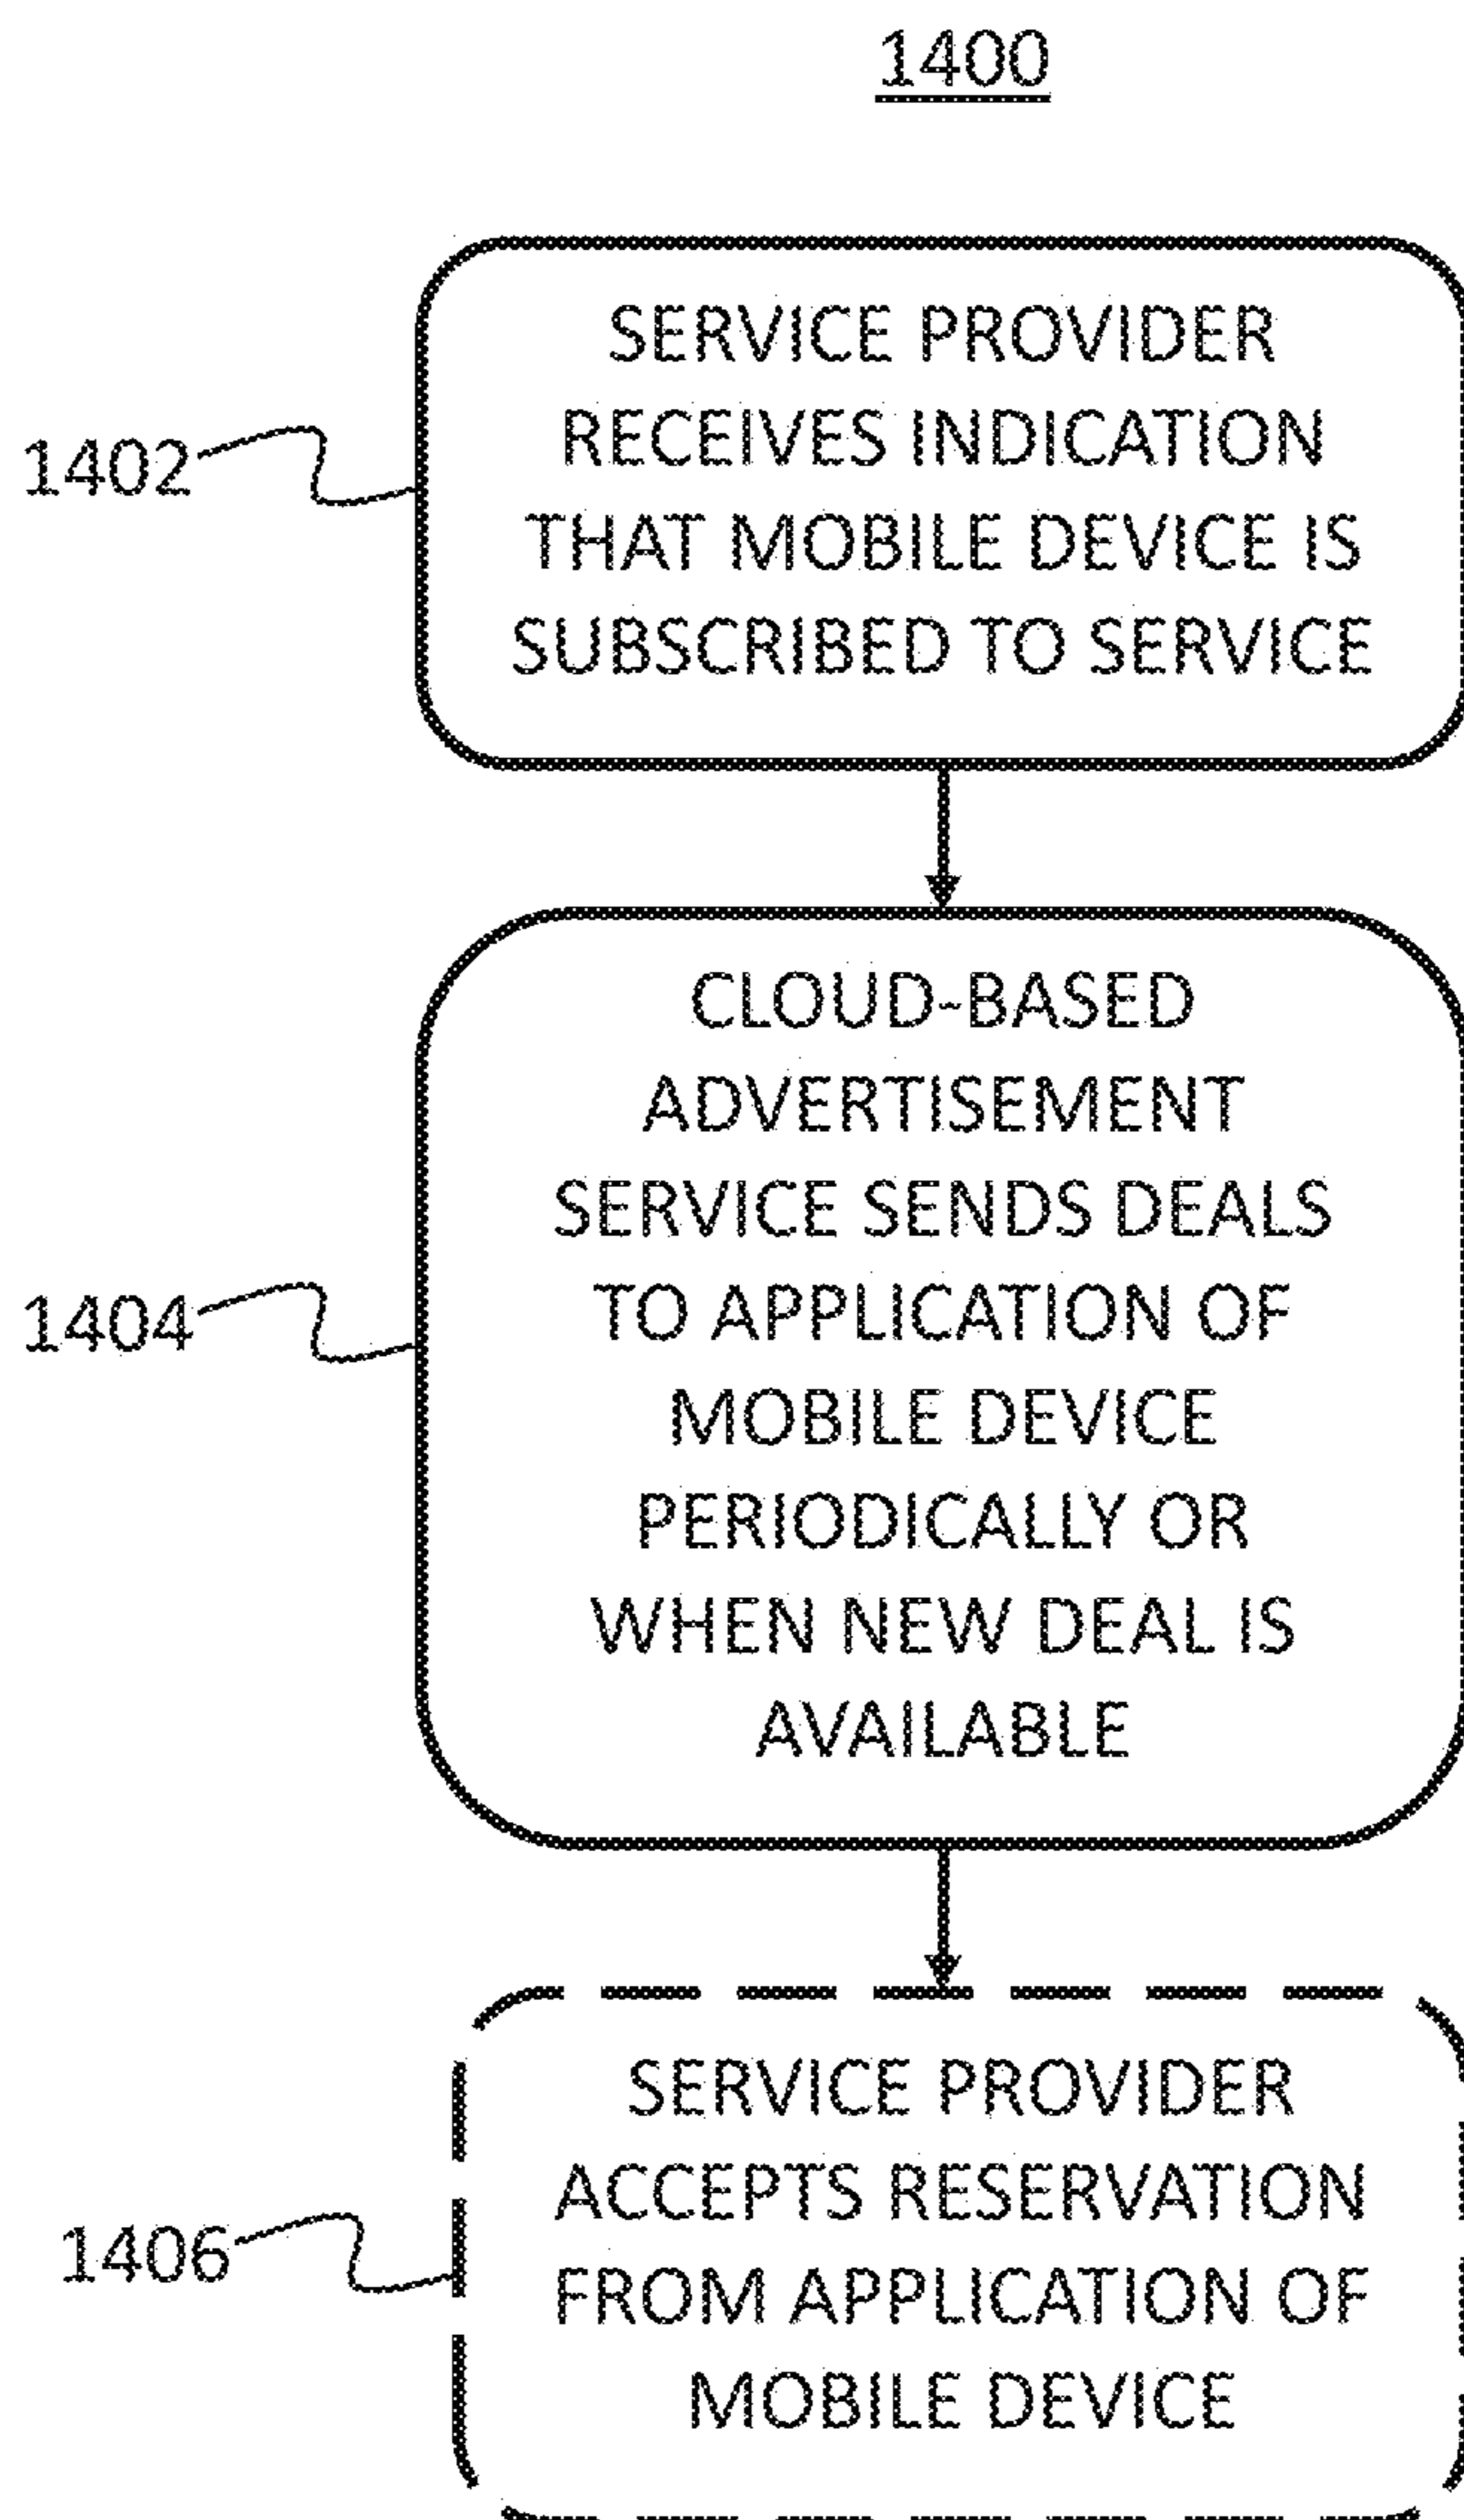 1400
SERVICE PROVIDER
RECEIVES INDICATION
THAT MOBILE DEVICE IS
SUBSCRIBED TO SERVICE
1402
CLOUD-BASED
ADVERTISEMENT
SERVICE SENDS DEALS
TO APPLICATION OF
MOBILE DEVICE
PERIODICALLY OR
WHEN NEW DEAL IS
AVAILABLE
1404
SERVICE PROVIDER
ACCEPTS RESERVATION
FROM APPLICATION OF
MOBILE DEVICE
1406